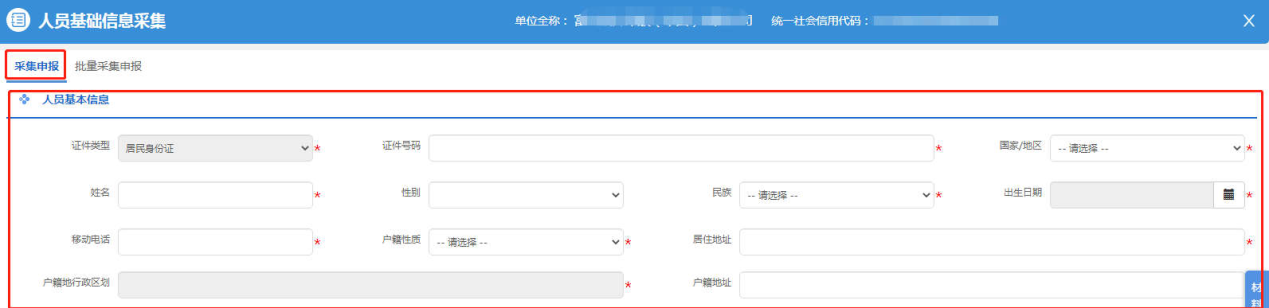 人员基础信息采集 单位全称： 统一社会信用代码：
采集申报 批量采集申报
人员基本信息
证件类型 居民身份证 * 证件号码 * 国家/地区 -- 请选择 -- *
姓名 * 性别 民族 -- 请选择 -- * 出生日期 *
移动电话 * 户籍性质 -- 请选择 -- * 居住地址 *
户籍地行政区划 * 户籍地址
材
料